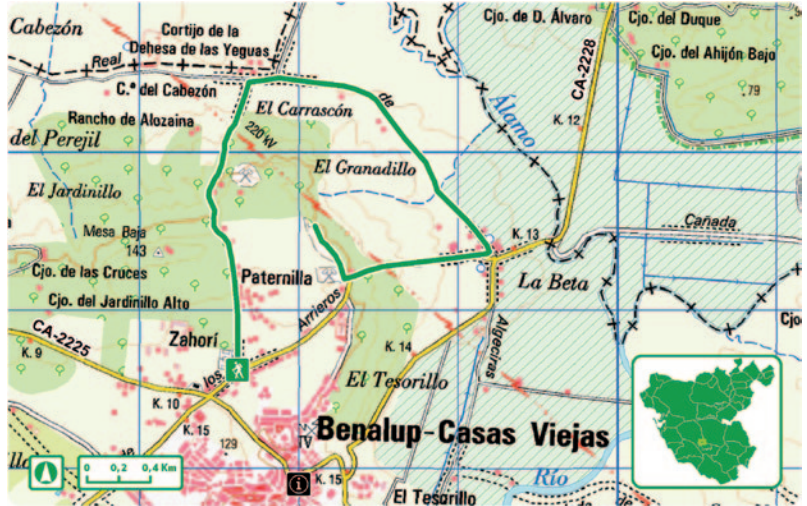 Cabezón
Cortijo de la
Dehesa de las Yeguas
Real
Cjo. de D. Álvaro
Cjo. del Duque
Cjo. del Ahijón Bajo
CA-2228
79
C.ª del Cabezón
de
El Carrascón
Rancho de Alozaina
220 kV
Álamo
K. 12
del Perejil
El Granadillo
El Jardinillo
Cañada
Mesa Baja
143
K. 13
Paternilla
La Beta
Cjo. de las Cruces
Cjo. del Jardinillo Alto
Arrieros
Cjo
CA-2225
Zahorí
Algeciras
K. 9
K. 14
los
El Tesorillo
K. 10
K. 15
de
129
TV
Benalup-Casas Viejas
i
K. 15
El Tesorillo
Río
de
0 0,2 0,4 Km